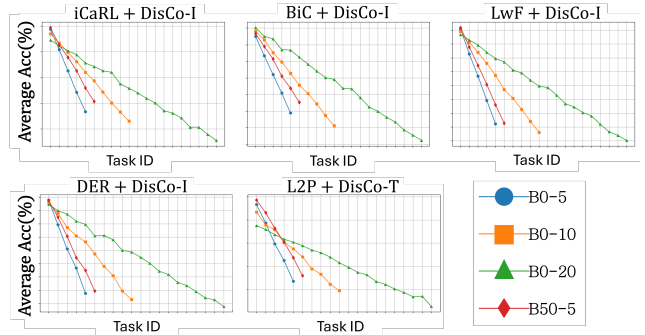 iCaRL + DisCo-I
BiC + DisCo-I
LwF + DisCo-I
Average Acc(%)
Task ID
Task ID
Task ID
DER + DisCo-I
L2P + DisCo-T
Average Acc(%)
Task ID
Task ID
B0-5
B0-10
B0-20
B50-5